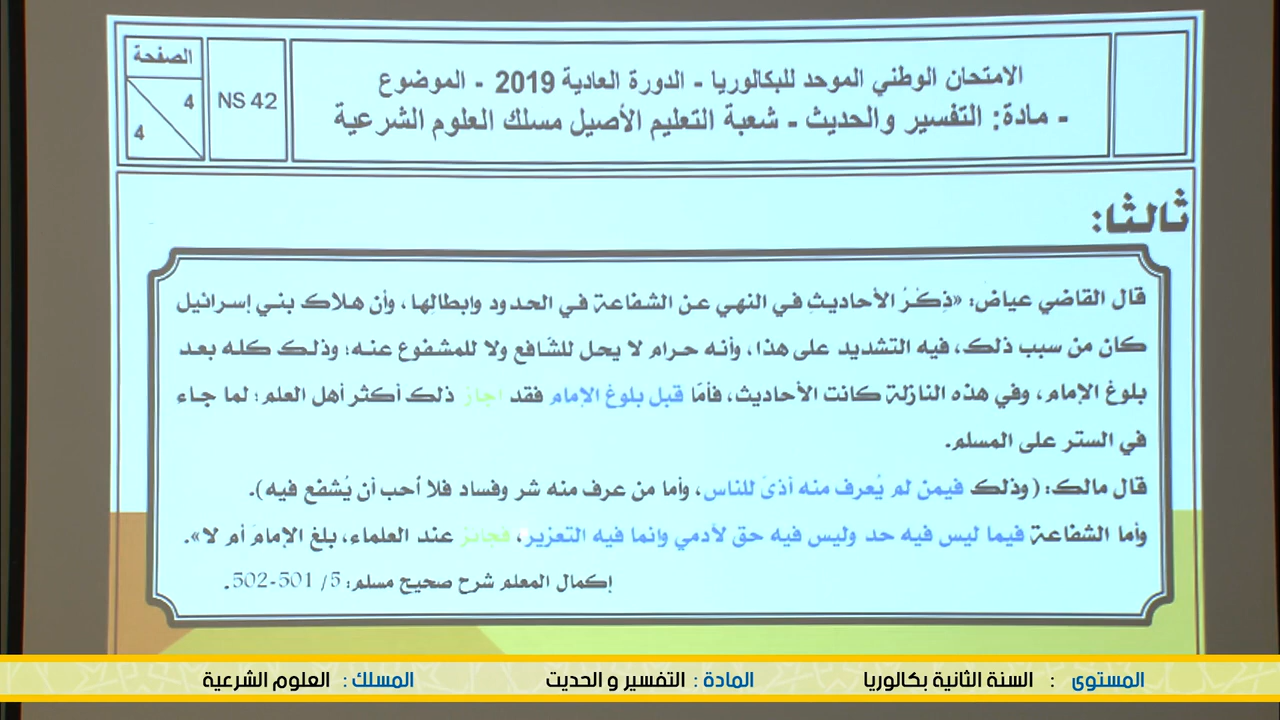 الامتحان الوطني الموحد للبكالوريا - الدورة العادية 2019 - الموضوع
- مادة: التفسير والحديث - شعبة التعليم الأصيل مسلك العلوم الشرعية
NS 42
الصفحة
4
4
ثالثا:
قال القاضي عياض: «ذِكْرُ الأحاديثِ في النهي عن الشفاعة في الحدود وإبطالها، وأن هلاك بني إسرائيل
كان من سبب ذلك، فيه التشديد على هذا، وأنه حرام لا يحل للشافع ولا للمشفوع عنه؛ وذلك كله بعد
بلوغ الإمام، وفي هذه النازلة كانت الأحاديث، فأمّا قبل بلوغ الإمام فقد أجاز ذلك أكثر أهل العلم؛ لما جاء
في الستر على المسلم.
قال مالك: (وذلك فيمن لم يُعرف منه أذىً للناس، وأما من عرف منه شر وفساد فلا أحب أن يُشفع فيه).
وأما الشفاعة فيما ليس فيه حد وليس فيه حق لآدمي وانما فيه التعزير، فجائز عند العلماء، بلغ الإمامَ أم لا».
إكمال المعلم شرح صحيح مسلم: 5/ 501-502.
المستوى : السنة الثانية بكالوريا
المادة : التفسير و الحديت
المسلك : العلوم الشرعية